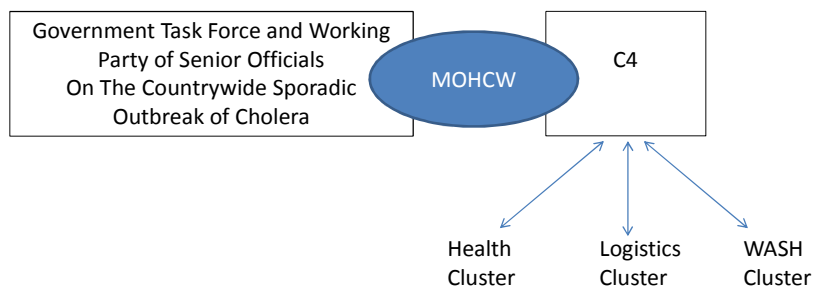 Government Task Force and Working
Party of Senior Officials
On The Countrywide Sporadic
Outbreak of Cholera
MOHCW
C4
Health
Cluster
Logistics
Cluster
WASH
Cluster